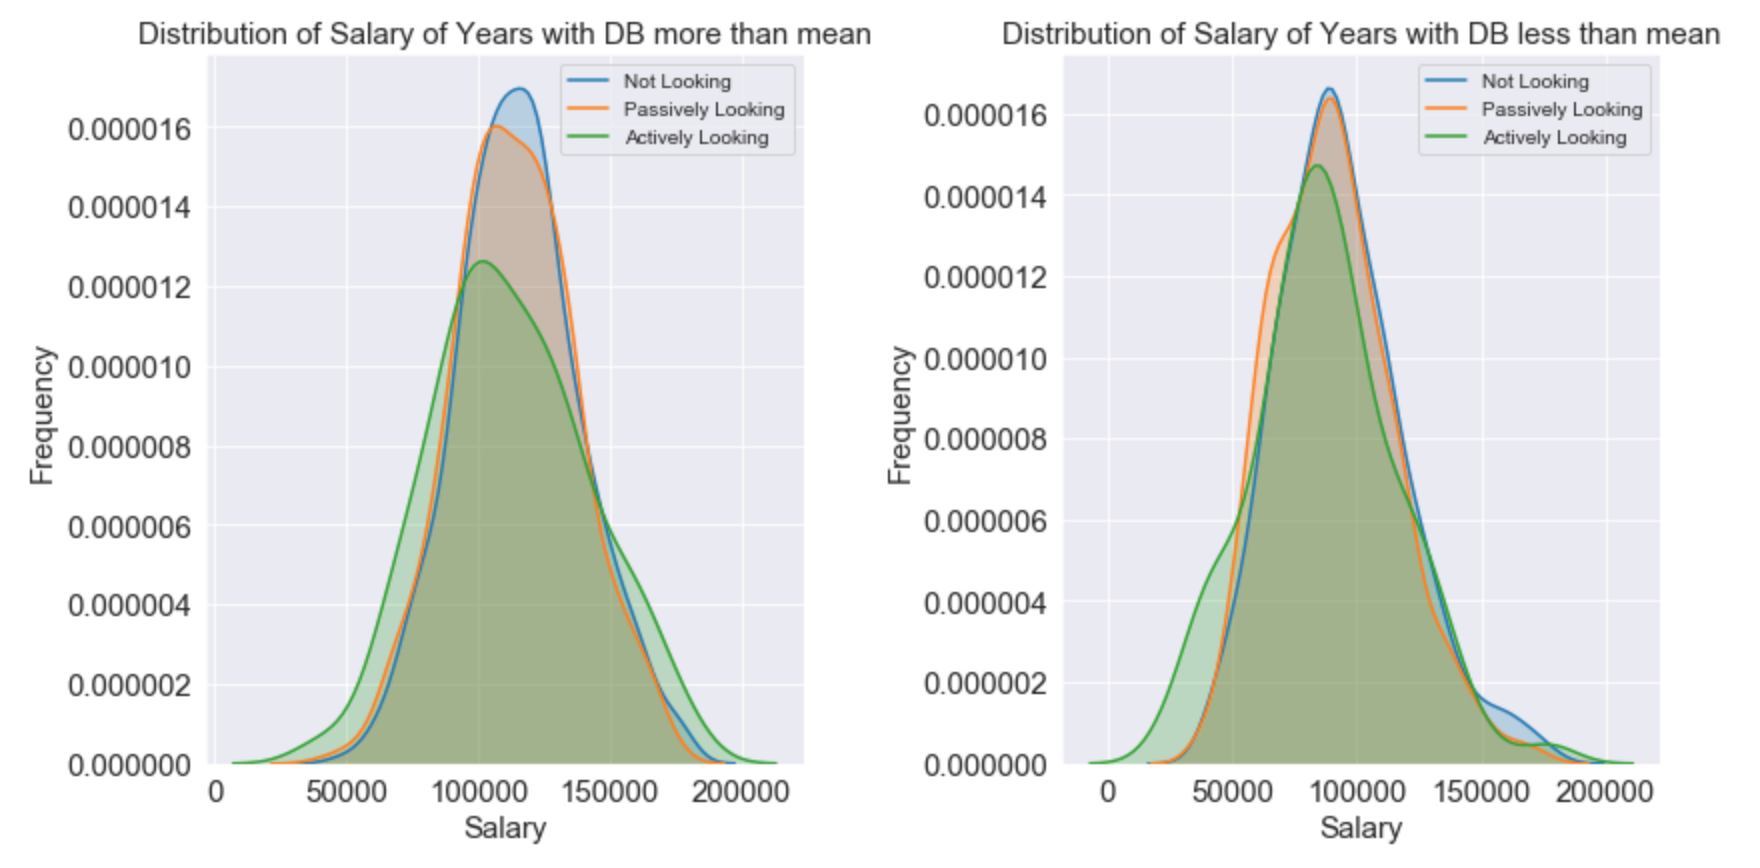 Distribution of Salary of Years with DB more than mean
Not Looking
Passively Looking
Actively Looking
0.000016
0.000014
0.000012
0.000010
0.000008
0.000006
0.000004
0.000002
0.000000
Frequency
0 50000 100000 150000 200000
Salary
Distribution of Salary of Years with DB less than mean
Not Looking
Passively Looking
Actively Looking
0.000016
0.000014
0.000012
0.000010
0.000008
0.000006
0.000004
0.000002
0.000000
Frequency
0 50000 100000 150000 200000
Salary